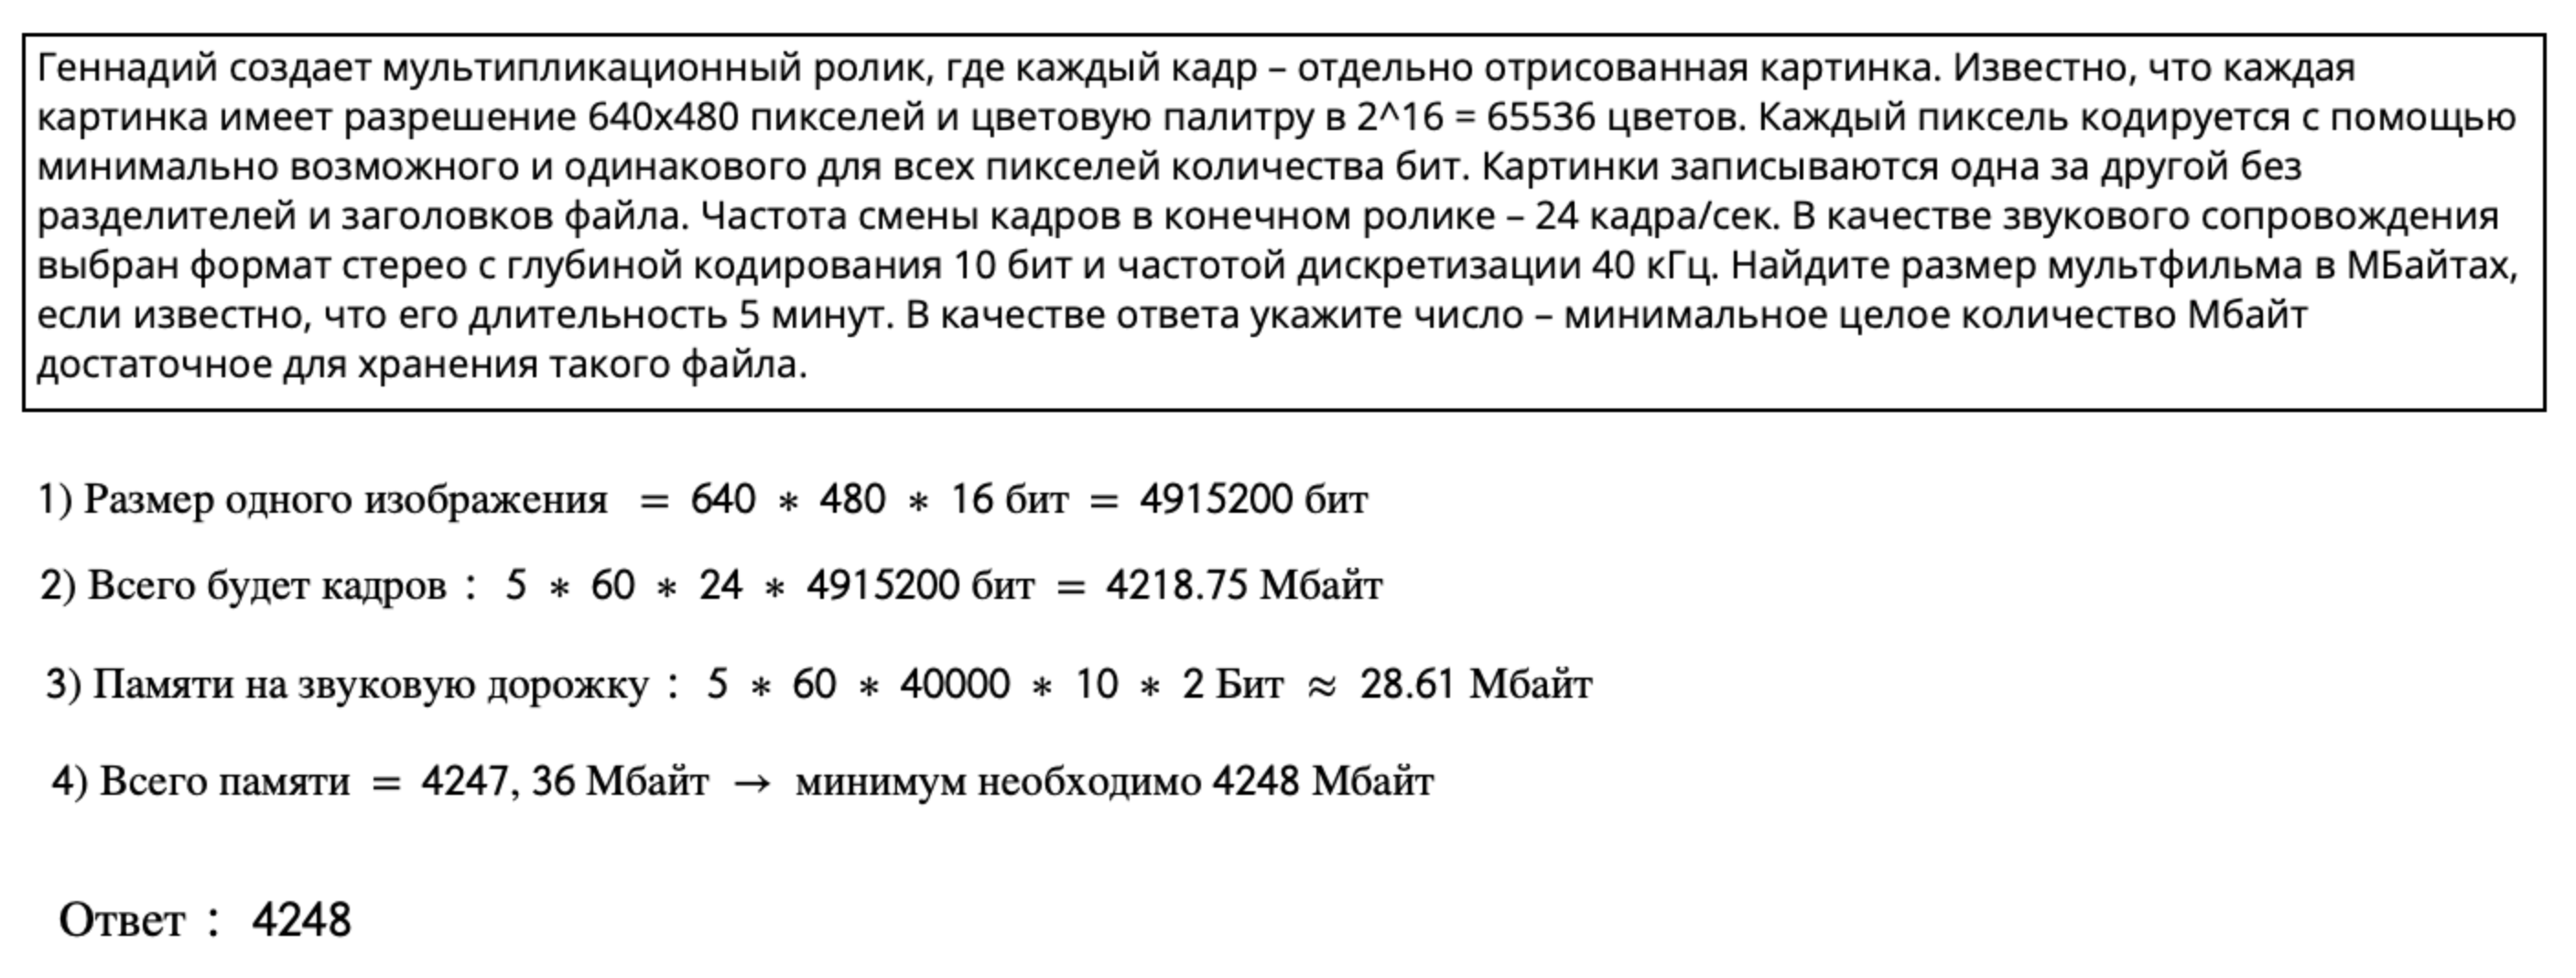 Геннадий создает мультипликационный ролик, где каждый кадр – отдельно отрисованная картинка. Известно, что каждая
картинка имеет разрешение 640x480 пикселей и цветовую палитру в 2^16 = 65536 цветов. Каждый пиксель кодируется с помощью
минимально возможного и одинакового для всех пикселей количества бит. Картинки записываются одна за другой без
разделителей и заголовков файла. Частота смены кадров в конечном ролике – 24 кадра/сек. В качестве звукового сопровождения
выбран формат стерео с глубиной кодирования 10 бит и частотой дискретизации 40 кГц. Найдите размер мультфильма в МБайтах,
если известно, что его длительность 5 минут. В качестве ответа укажите число – минимальное целое количество Мбайт
достаточное для хранения такого файла.
1) Размер одного изображения = 640 * 480 * 16 бит = 4915200 бит
2) Всего будет кадров : 5 * 60 * 24 * 4915200 бит = 4218.75 Мбайт
3) Памяти на звуковую дорожку : 5 * 60 * 40000 * 10 * 2 Бит ≈ 28.61 Мбайт
4) Всего памяти = 4247, 36 Мбайт → минимум необходимо 4248 Мбайт
Ответ : 4248